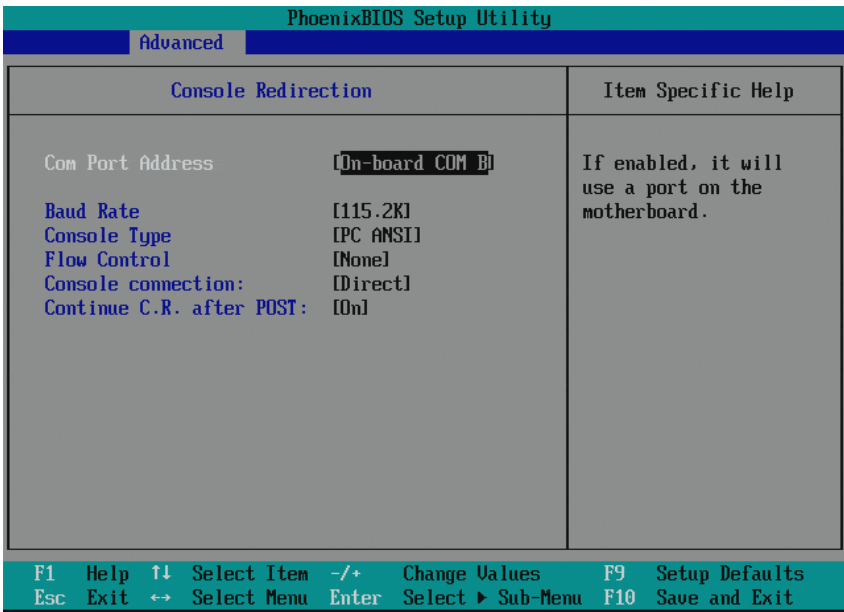 PhoenixBIOS Setup Utility
Advanced
Console Redirection
Item Specific Help
Com Port Address [On-board COM B]
Baud Rate [115.2K]
Console Type [PC ANSI]
Flow Control [None]
Console connection: [Direct]
Continue C.R. after POST: [On]
If enabled, it will
use a port on the
motherboard.
F1 Help ↑↓ Select Item -/+ Change Values F9 Setup Defaults
Esc Exit ↔ Select Menu Enter Select ▶ Sub-Menu F10 Save and Exit